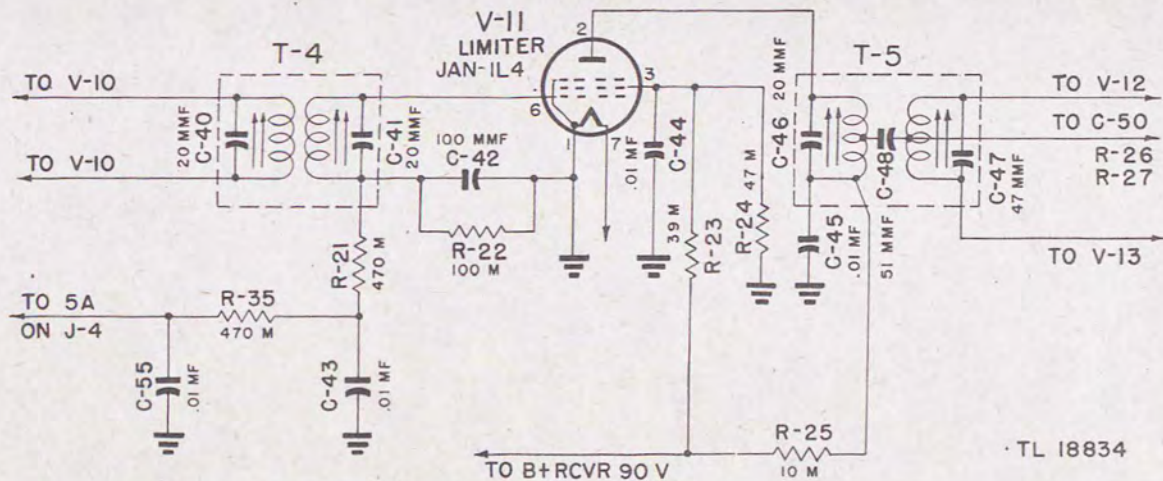 V-11
LIMITER
JAN-1L4
T-4
T-5
2
3
6
1
7
TO V-10
TO V-10
20 MMF
C-40
C-41
20 MMF
100 MMF
C-42
R-22
100 M
R-21
470 M
TO 5A
ON J-4
R-35
470 M
C-55
.01 MF
C-43
.01 MF
.01 MF
C-44
39 M
R-23
R-24
47 M
20 MMF
C-46
C-45
.01 MF
C-48
51 MMF
C-47
47 MMF
TO V-12
TO C-50
R-26
R-27
TO V-13
R-25
10 M
TO B+ RCVR 90 V
TL 18834